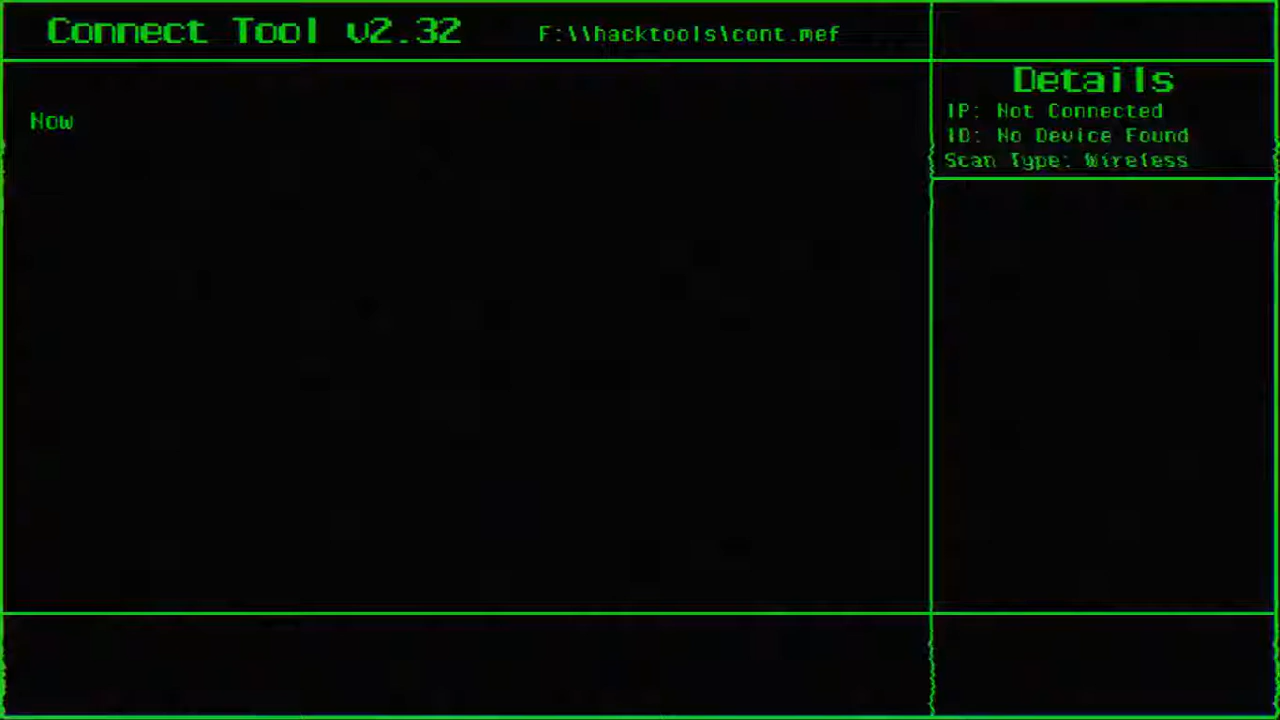 Connect Tool v2.32
F:\\hacktools\cont.mef
Details
IP: Not Connected
ID: No Device Found
Scan Type: Wireless
Now